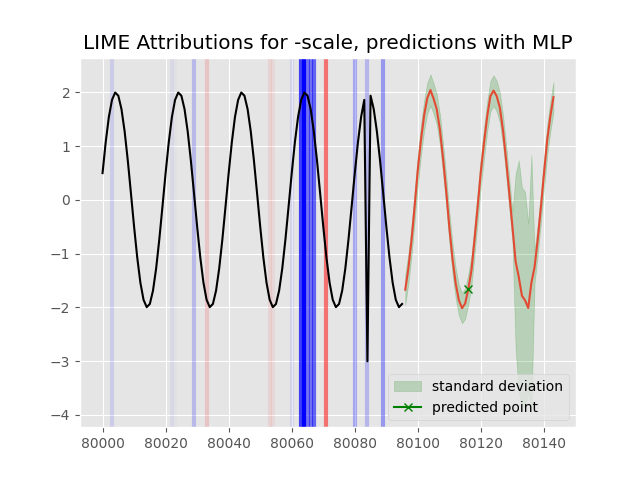 LIME Attributions for -scale, predictions with MLP
2
1
0
−1
−2
−3
−4
standard deviation
predicted point
80000 80020 80040 80060 80080 80100 80120 80140